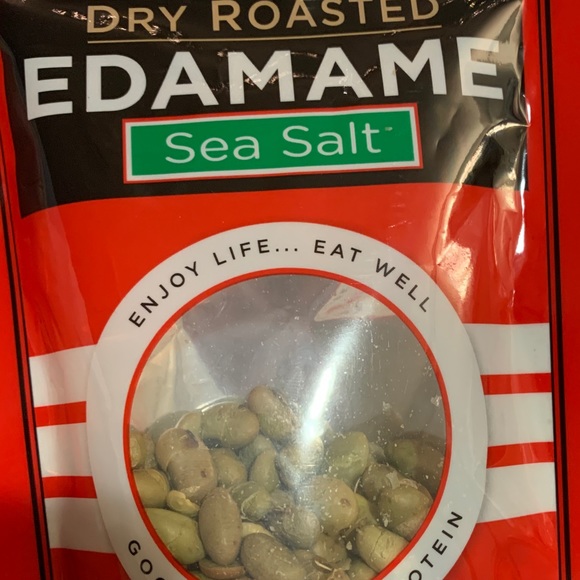 DRY ROASTED
EDAMAME
Sea Salt
ENJOY LIFE... EAT WELL